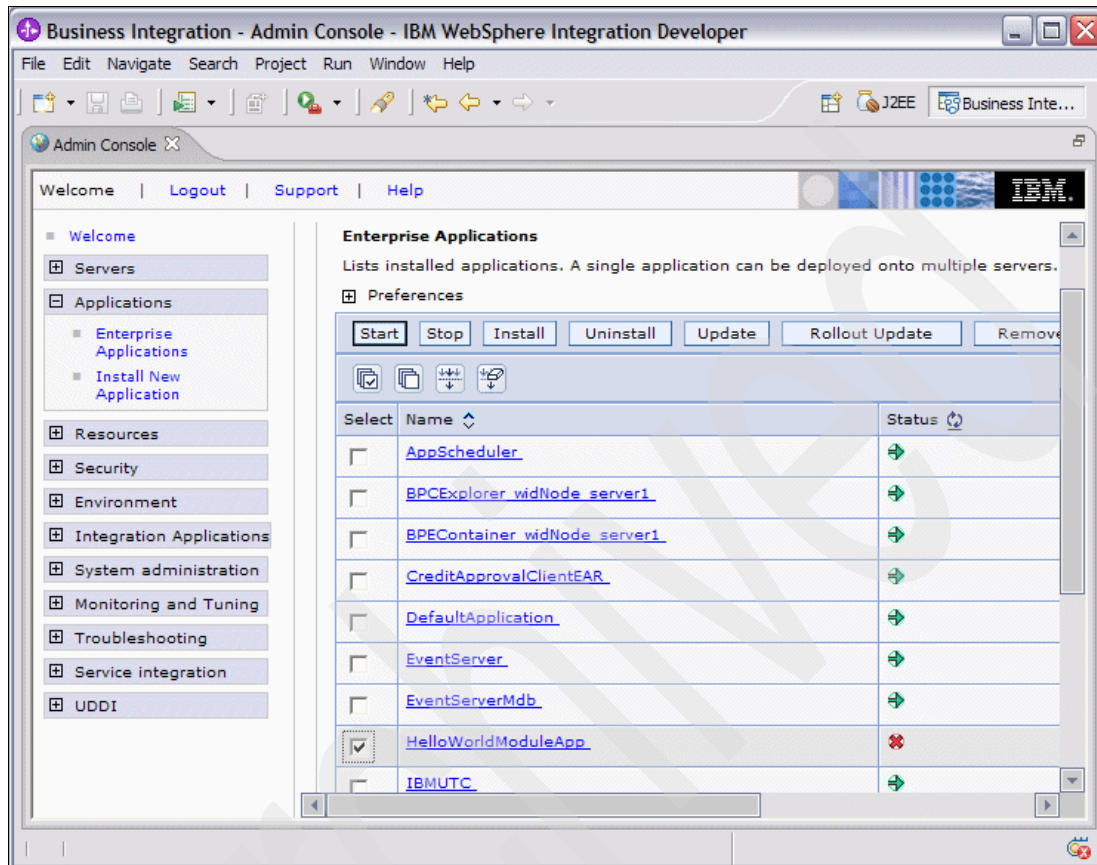 Business Integration - Admin Console - IBM WebSphere Integration Developer
File Edit Navigate Search Project Run Window Help
J2EE Business Inte...
Admin Console
Welcome | Logout | Support | Help
IBM.
Welcome
Servers
Applications
Enterprise
Applications
Install New
Application
Resources
Security
Environment
Integration Applications
System administration
Monitoring and Tuning
Troubleshooting
Service integration
UDDI
Enterprise Applications
Lists installed applications. A single application can be deployed onto multiple servers.
Preferences
Start Stop Install Uninstall Update Rollout Update Remove
Select Name Status
AppScheduler
BPCExplorer_widNode_server1
BPEContainer_widNode_server1
CreditApprovalClientEAR
DefaultApplication
EventServer
EventServerMdb
HelloWorldModuleApp
IBMUTC